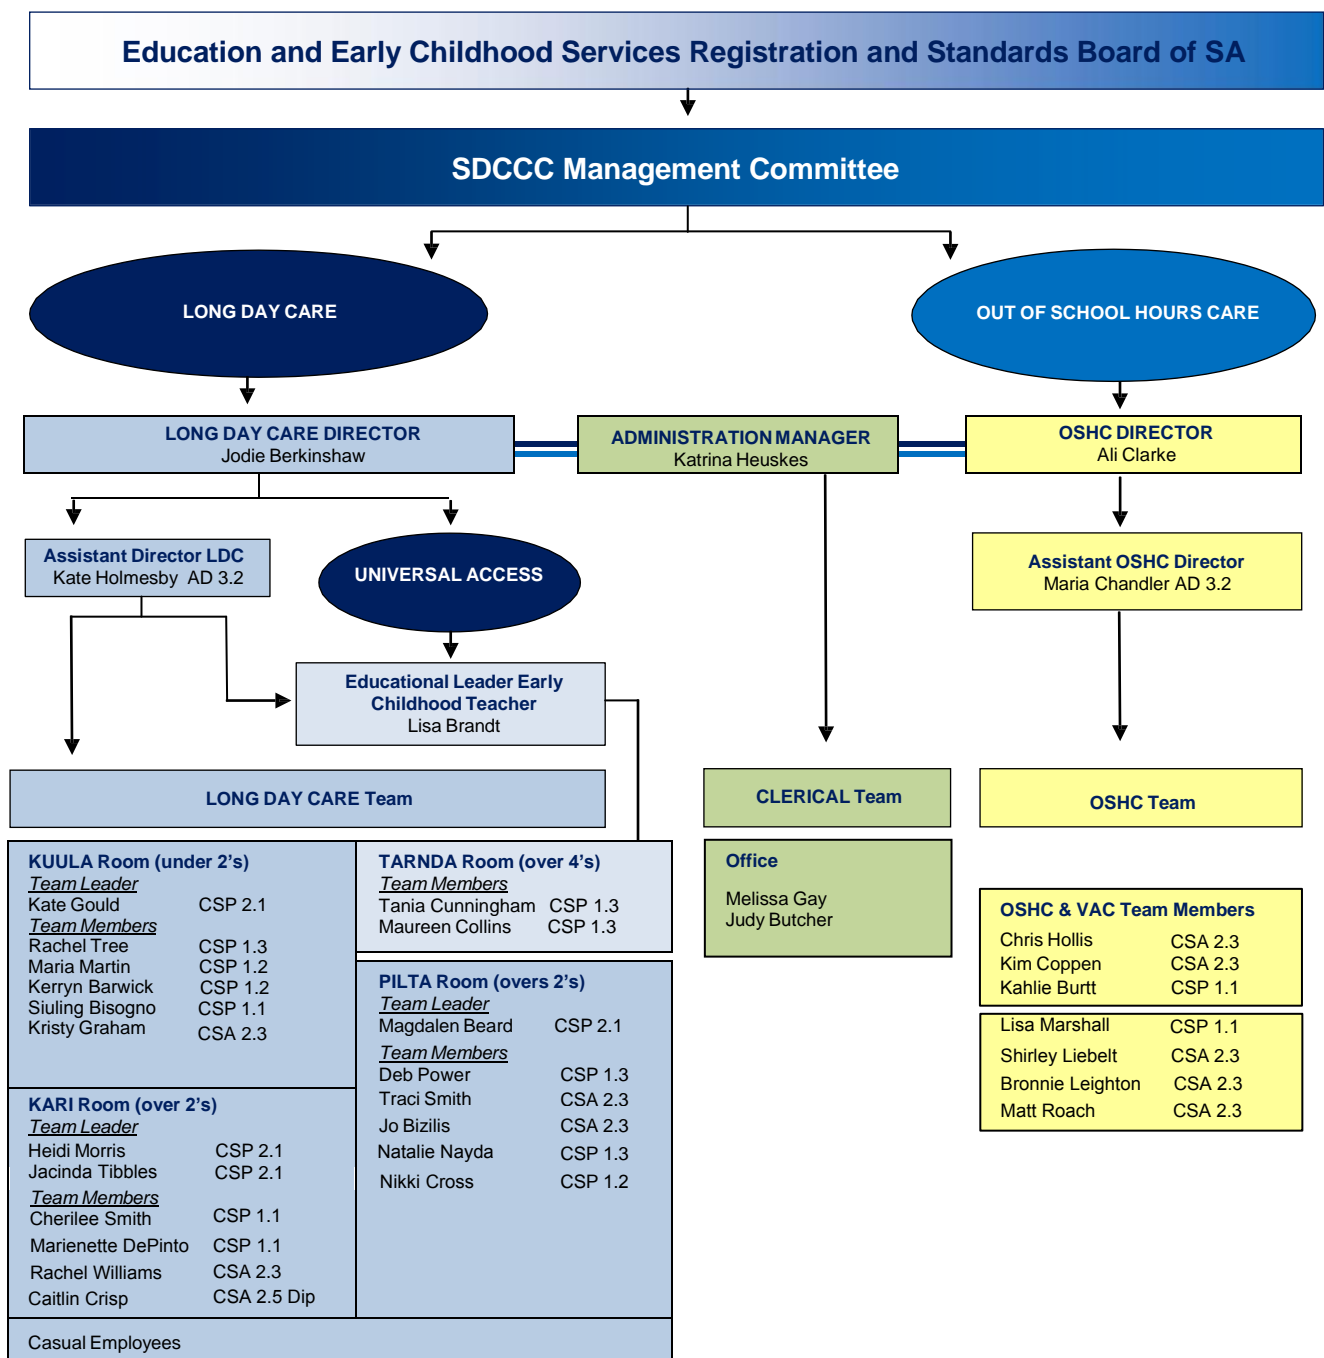 Education and Early Childhood Services Registration and Standards Board of SA
SDCCC Management Committee
LONG DAY CARE
OUT OF SCHOOL HOURS CARE
LONG DAY CARE DIRECTOR
Jodie Berkinshaw
ADMINISTRATION MANAGER
Katrina Heuskes
OSHC DIRECTOR
Ali Clarke
Assistant Director LDC
Kate Holmesby AD 3.2
UNIVERSAL ACCESS
Assistant OSHC Director
Maria Chandler AD 3.2
Educational Leader Early
Childhood Teacher
Lisa Brandt
LONG DAY CARE Team
CLERICAL Team
OSHC Team
KUULA Room (under 2's)
Team Leader
Kate Gould CSP 2.1
Team Members
Rachel Tree CSP 1.3
Maria Martin CSP 1.2
Kerryn Barwick CSP 1.2
Siuling Bisogno CSP 1.1
Kristy Graham CSA 2.3
TARNDA Room (over 4's)
Team Members
Tania Cunningham CSP 1.3
Maureen Collins CSP 1.3
Office
Melissa Gay
Judy Butcher
OSHC & VAC Team Members
Chris Hollis CSA 2.3
Kim Coppen CSA 2.3
Kahlie Burtt CSP 1.1
Lisa Marshall CSP 1.1
Shirley Liebelt CSA 2.3
Bronnie Leighton CSA 2.3
Matt Roach CSA 2.3
PILTA Room (overs 2's)
Team Leader
Magdalen Beard CSP 2.1
Team Members
Deb Power CSP 1.3
Traci Smith CSA 2.3
Jo Bizilis CSA 2.3
Natalie Nayda CSP 1.3
Nikki Cross CSP 1.2
KARI Room (over 2's)
Team Leader
Heidi Morris CSP 2.1
Jacinda Tibbles CSP 2.1
Team Members
Cherilee Smith CSP 1.1
Marienette DePinto CSP 1.1
Rachel Williams CSA 2.3
Caitlin Crisp CSA 2.5 Dip
Casual Employees